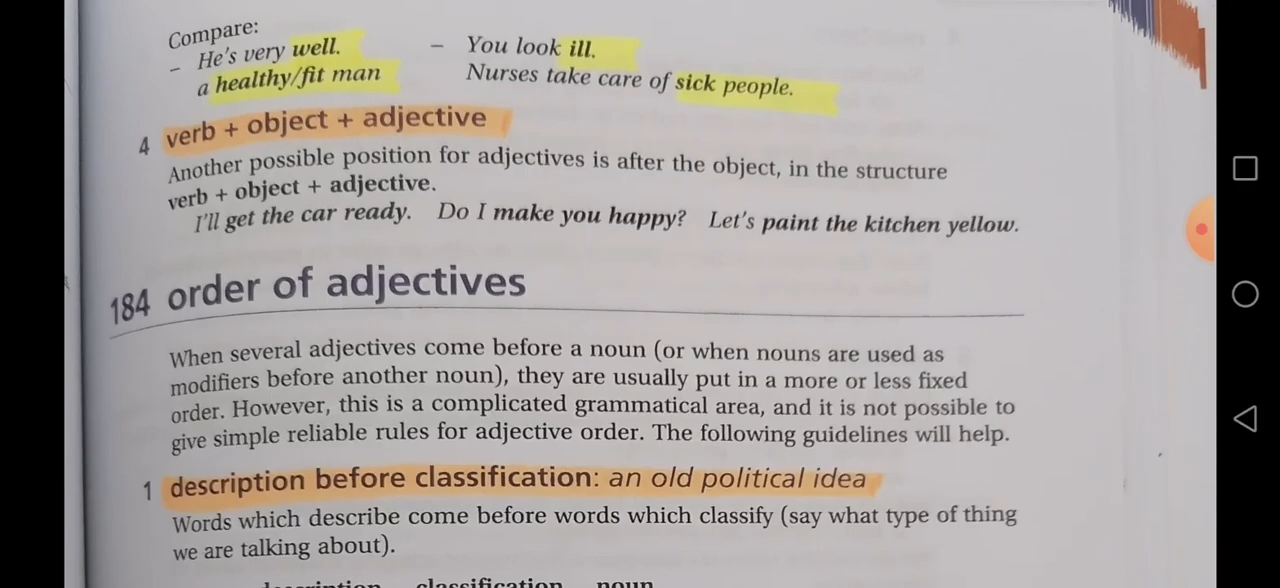 Compare:
– He's very well. – You look ill.
a healthy/fit man Nurses take care of sick people.
4 verb + object + adjective
Another possible position for adjectives is after the object, in the structure
verb + object + adjective.
I'll get the car ready. Do I make you happy? Let's paint the kitchen yellow.
184 order of adjectives
When several adjectives come before a noun (or when nouns are used as
modifiers before another noun), they are usually put in a more or less fixed
order. However, this is a complicated grammatical area, and it is not possible to
give simple reliable rules for adjective order. The following guidelines will help.
1 description before classification: an old political idea
Words which describe come before words which classify (say what type of thing
we are talking about).
description classification noun